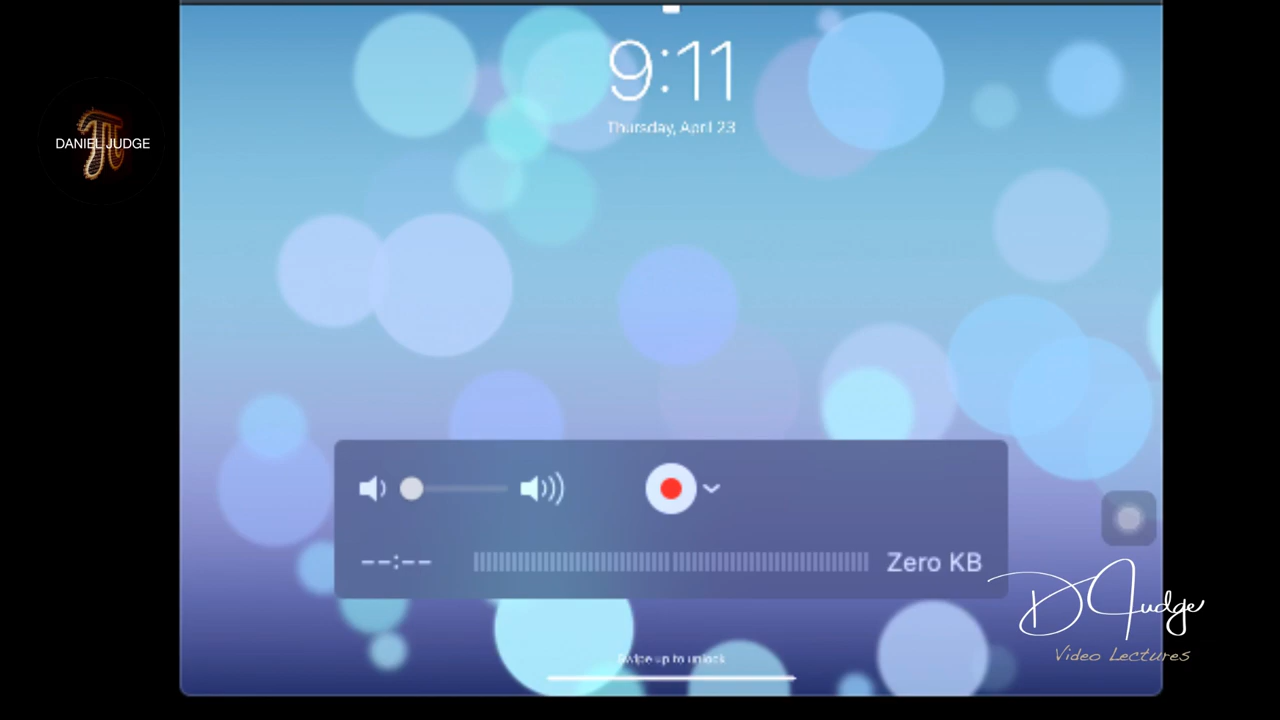 9:11
Thursday, April 23
DANIEL JUDGE
--:--
Zero KB
DJudge
Video Lectures
Swipe up to unlock